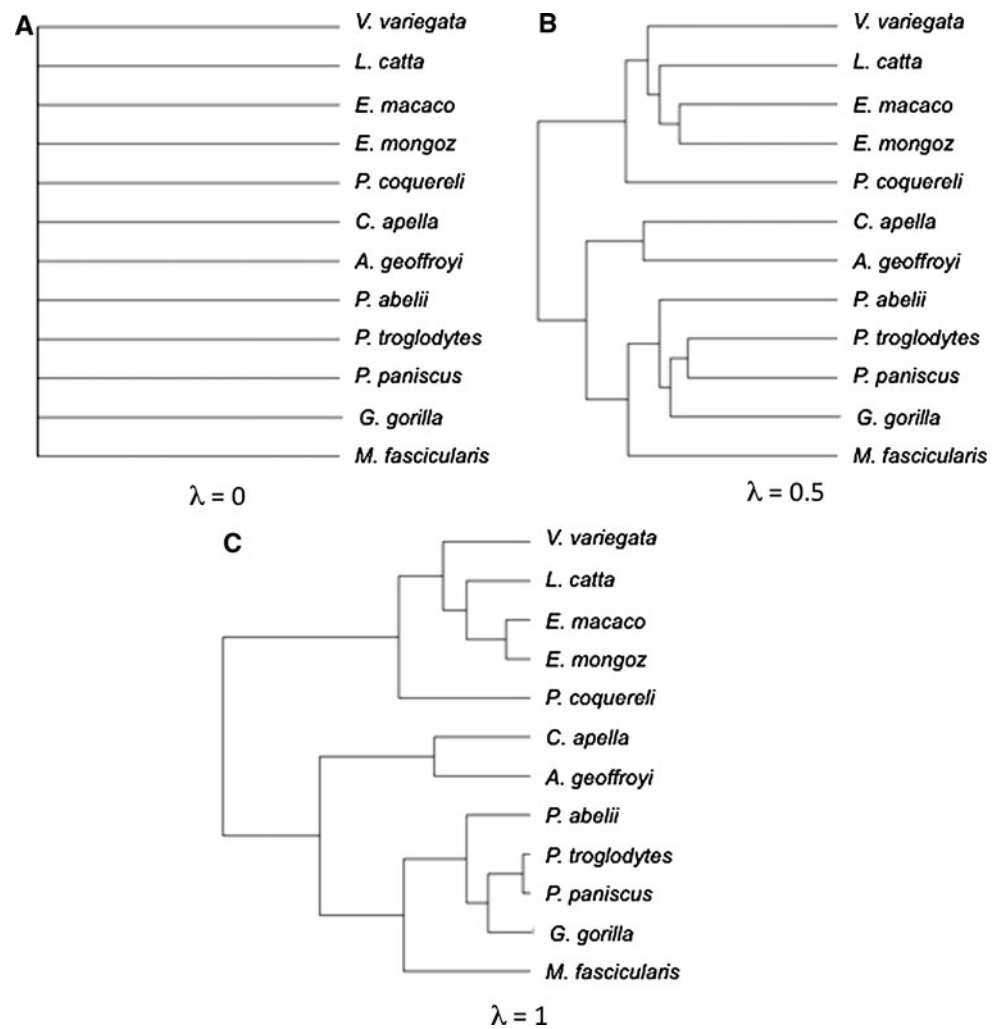 A
V. variegata
L. catta
E. macaco
E. mongoz
P. coquereli
C. apella
A. geoffroyi
P. abelii
P. troglodytes
P. paniscus
G. gorilla
M. fascicularis
λ = 0
B
V. variegata
L. catta
E. macaco
E. mongoz
P. coquereli
C. apella
A. geoffroyi
P. abelii
P. troglodytes
P. paniscus
G. gorilla
M. fascicularis
λ = 0.5
C
V. variegata
L. catta
E. macaco
E. mongoz
P. coquereli
C. apella
A. geoffroyi
P. abelii
P. troglodytes
P. paniscus
G. gorilla
M. fascicularis
λ = 1